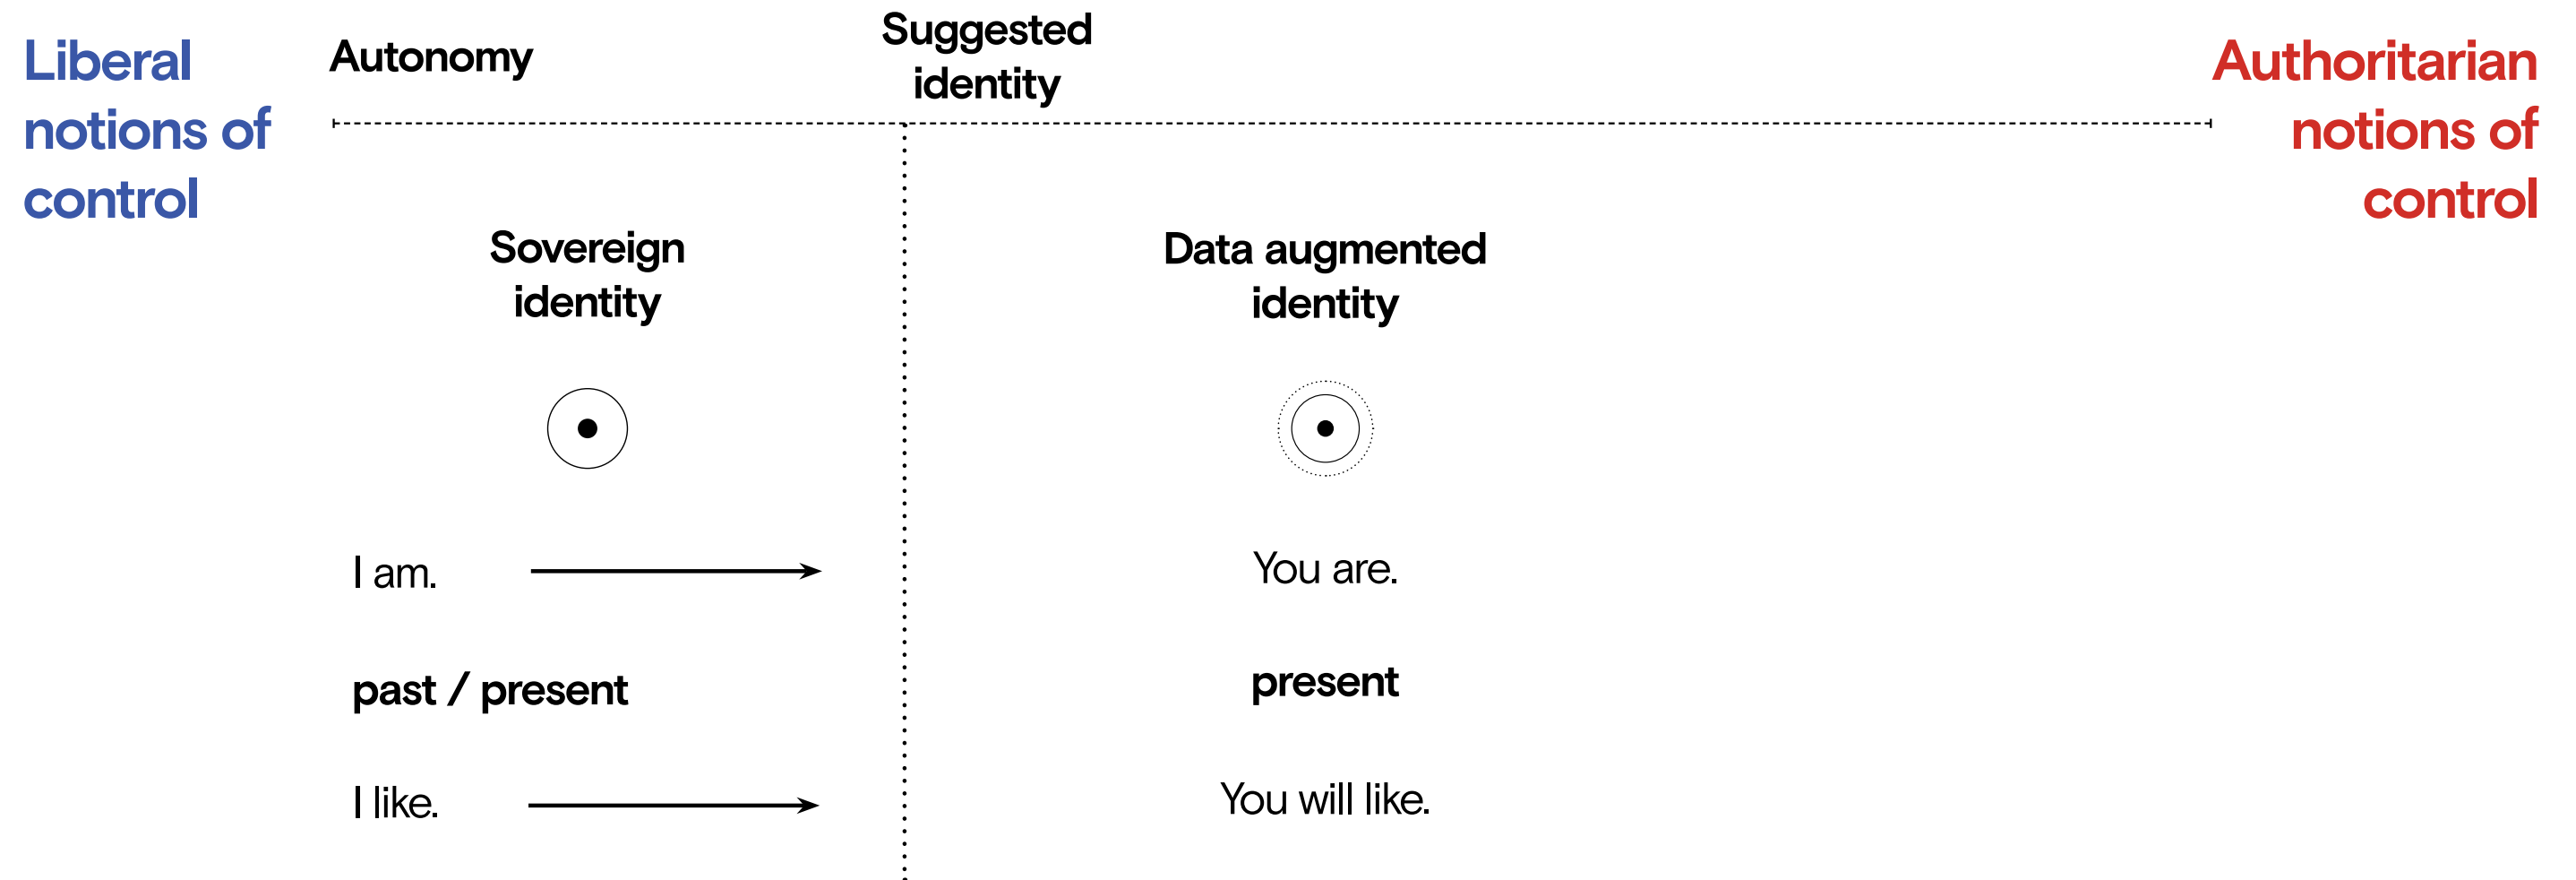 Liberal
notions of
control
Autonomy
Suggested
identity
Authoritarian
notions of
control
Sovereign
identity
Data augmented
identity
I am.
You are.
past / present
present
I like.
You will like.